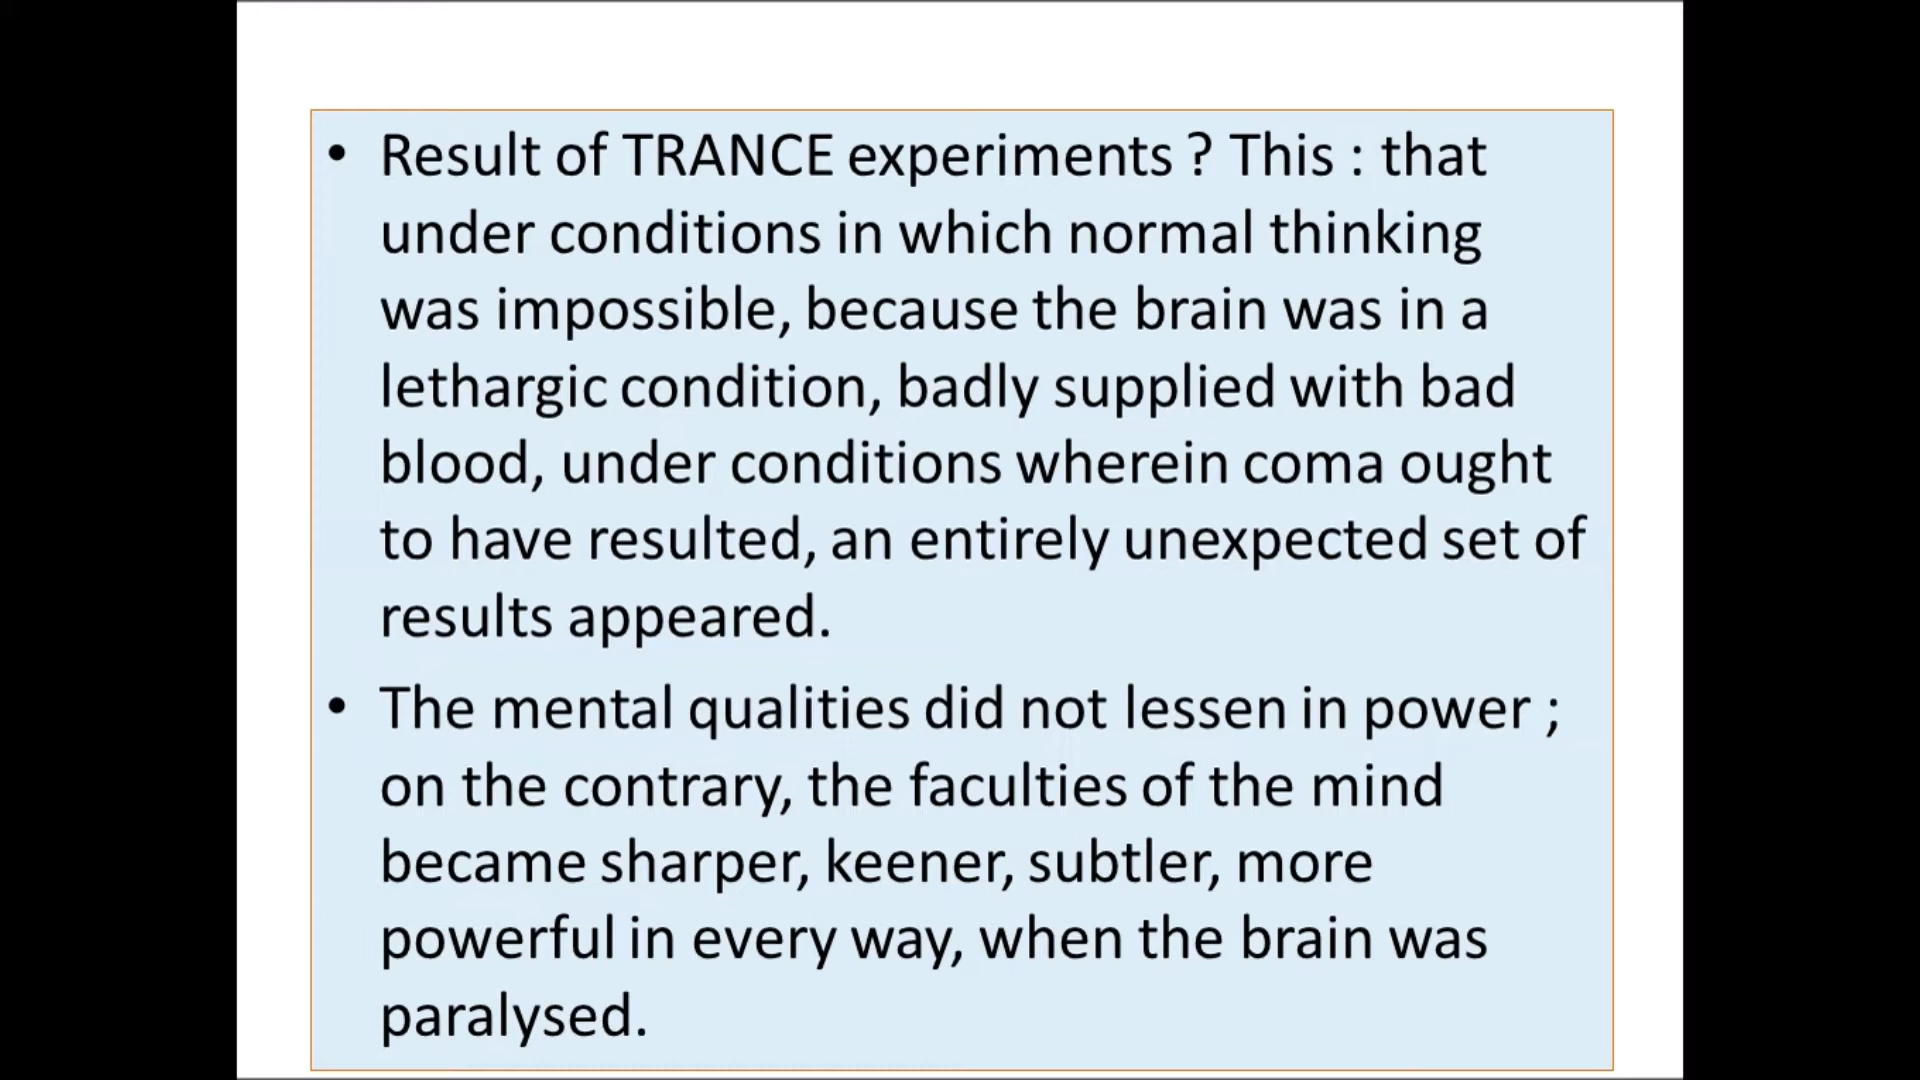 • Result of TRANCE experiments ? This : that
under conditions in which normal thinking
was impossible, because the brain was in a
lethargic condition, badly supplied with bad
blood, under conditions wherein coma ought
to have resulted, an entirely unexpected set of
results appeared.
• The mental qualities did not lessen in power ;
on the contrary, the faculties of the mind
became sharper, keener, subtler, more
powerful in every way, when the brain was
paralysed.